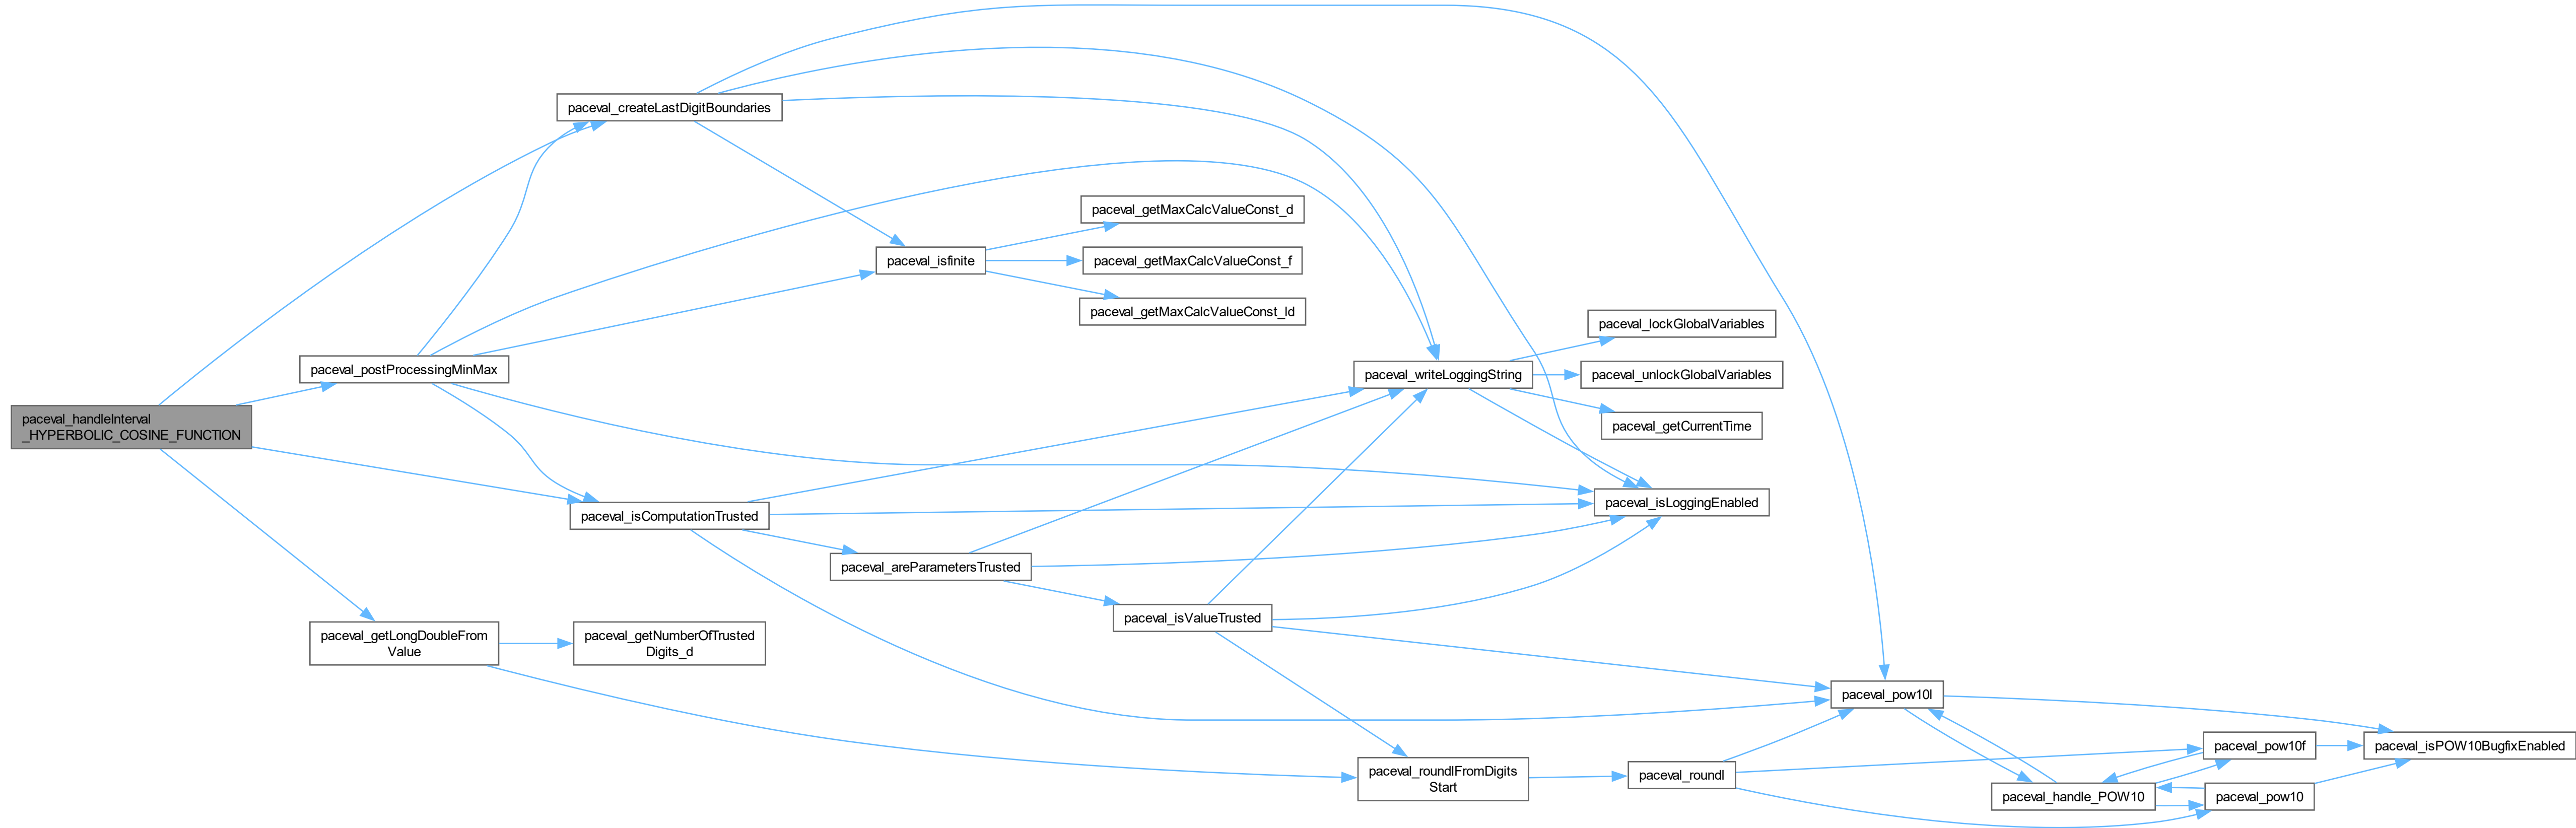 paceval_handleInterval
_HYPERBOLIC_COSINE_FUNCTION
paceval_createLastDigitBoundaries
paceval_postProcessingMinMax
paceval_isComputationTrusted
paceval_getLongDoubleFrom
Value
paceval_getNumberOfTrusted
Digits_d
paceval_isfinite
paceval_areParametersTrusted
paceval_getMaxCalcValueConst_d
paceval_getMaxCalcValueConst_f
paceval_getMaxCalcValueConst_ld
paceval_isValueTrusted
paceval_writeLoggingString
paceval_roundlFromDigits
Start
paceval_lockGlobalVariables
paceval_unlockGlobalVariables
paceval_getCurrentTime
paceval_isLoggingEnabled
paceval_roundl
paceval_pow10l
paceval_handle_POW10
paceval_pow10f
paceval_pow10
paceval_isPOW10BugfixEnabled